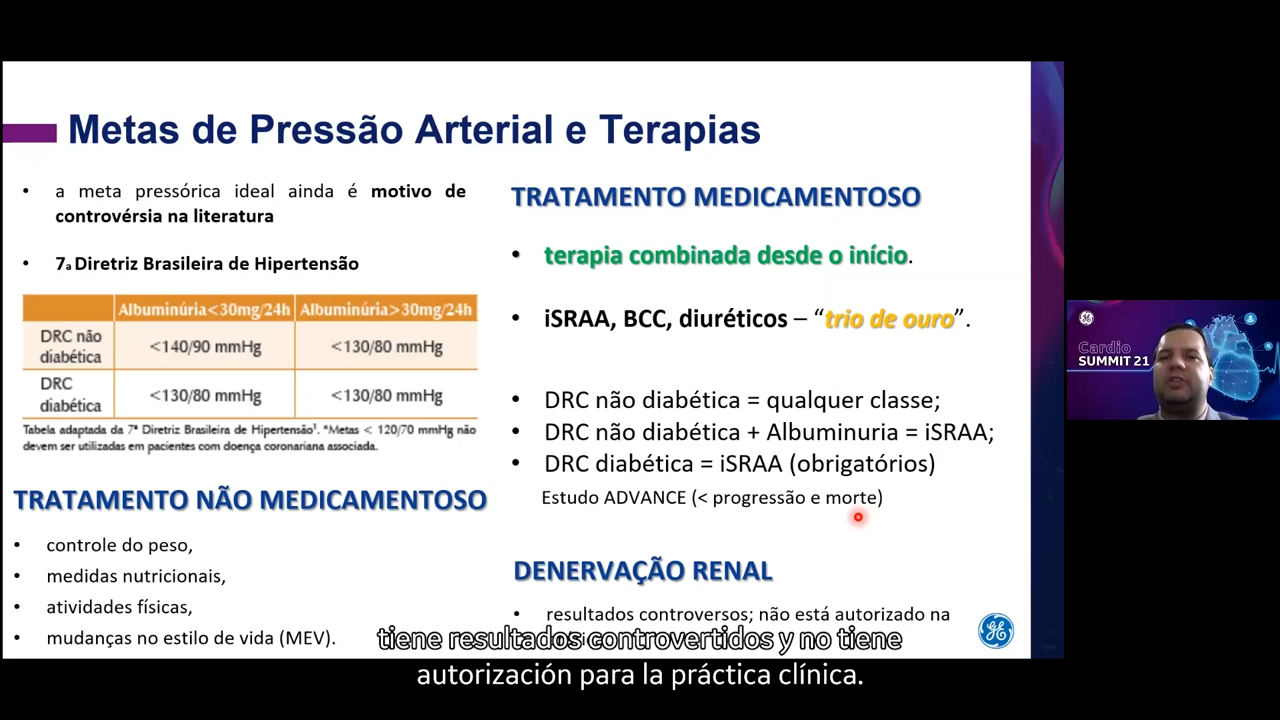 Metas de Pressão Arterial e Terapias
• a meta pressórica ideal ainda é motivo de
controvérsia na literatura
• 7a Diretriz Brasileira de Hipertensão
Albuminúria<30mg/24h Albuminúria>30mg/24h
DRC não
diabética
<140/90 mmHg <130/80 mmHg
DRC
diabética
<130/80 mmHg <130/80 mmHg
Tabela adaptada da 7ª Diretriz Brasileira de Hipertensão¹. *Metas < 120/70 mmHg não
devem ser utilizadas em pacientes com doença coronariana associada.
TRATAMENTO NÃO MEDICAMENTOSO
• controle do peso,
• medidas nutricionais,
• atividades físicas,
• mudanças no estilo de vida (MEV).
TRATAMENTO MEDICAMENTOSO
• terapia combinada desde o início.
• iSRAA, BCC, diuréticos – “trio de ouro”.
• DRC não diabética = qualquer classe;
• DRC não diabética + Albuminuria = iSRAA;
• DRC diabética = iSRAA (obrigatórios)
Estudo ADVANCE (< progressão e morte)
DENERVAÇÃO RENAL
• resultados controversos; não está autorizado na
tiene resultados controvertidos y no tiene
autorización para la práctica clínica.
Cardio
SUMMIT 21